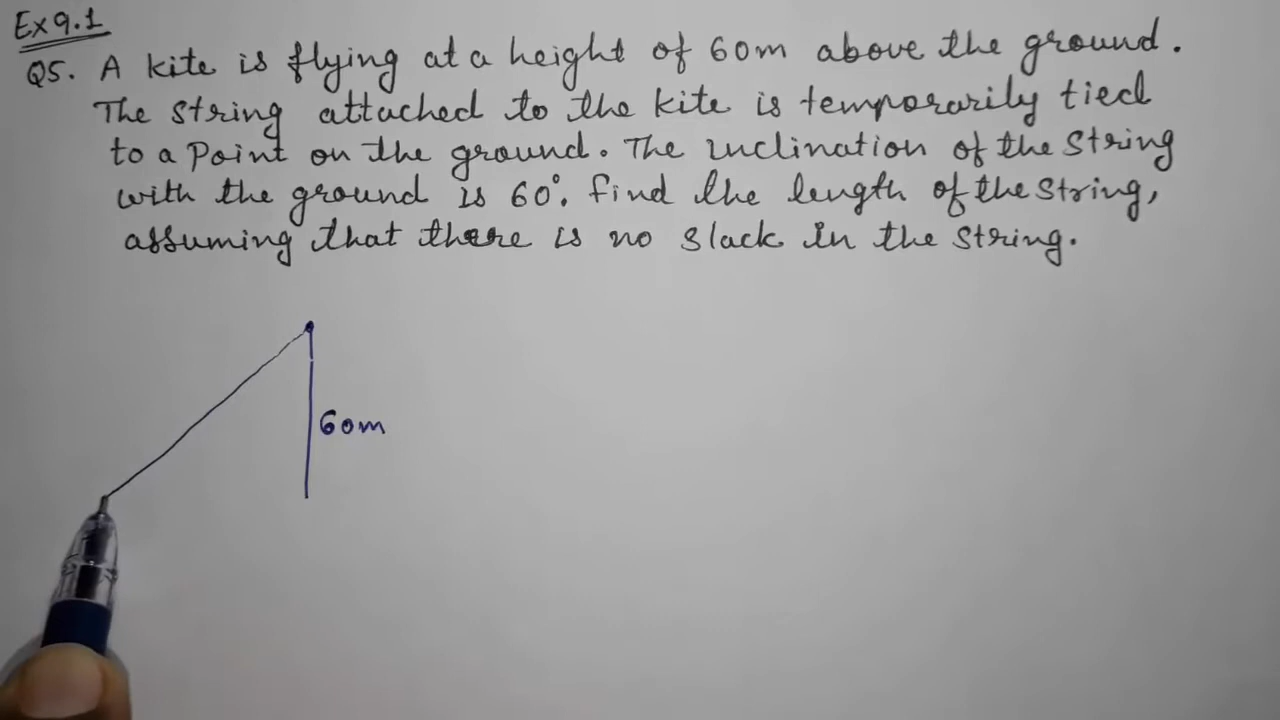 Ex 9.1
Q5. A kite is flying at a height of 60m above the ground.
The string attached to the kite is temporarily tied
to a Point on the ground. The inclination of the string
with the ground is 60°. find the length of the string,
assuming that there is no slack in the string.
60m